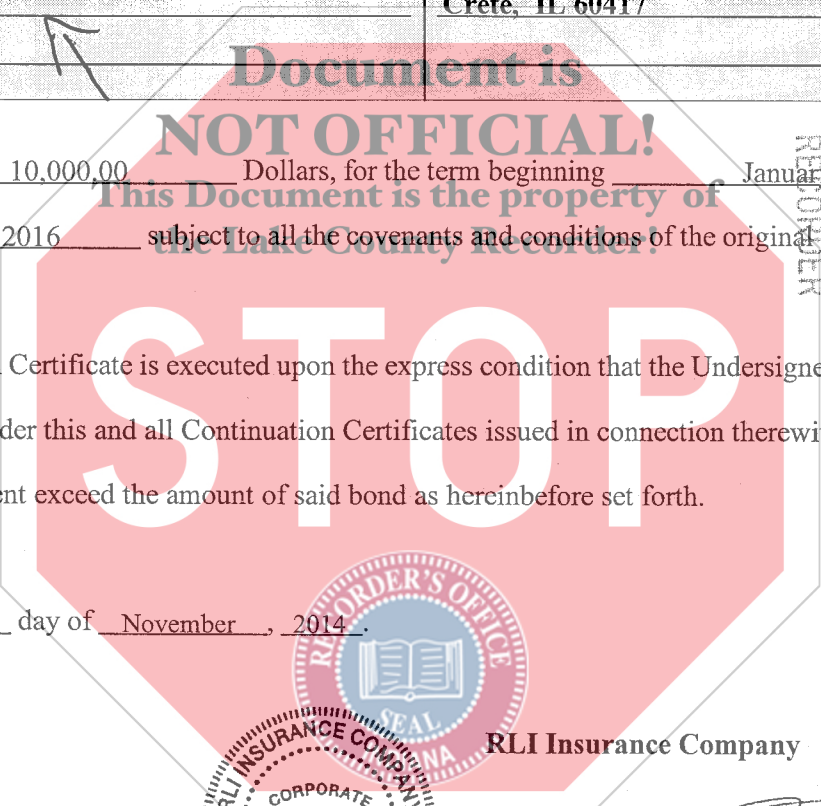 Crete, IL 60417
Document is
NOT OFFICIAL!
10,000.00 Dollars, for the term beginning Januar
This Document is the property of
2016 subject to all the covenants and conditions of the original
the Lake County Recorder!
RECORDER
STOP
Certificate is executed upon the express condition that the Undersigne
der this and all Continuation Certificates issued in connection therewi
ent exceed the amount of said bond as hereinbefore set forth.
day of November, 2014.
RECORDER'S OFFICE
SEAL
INDIANA
RLI Insurance Company
RLI INSURANCE COMPANY
CORPORATE